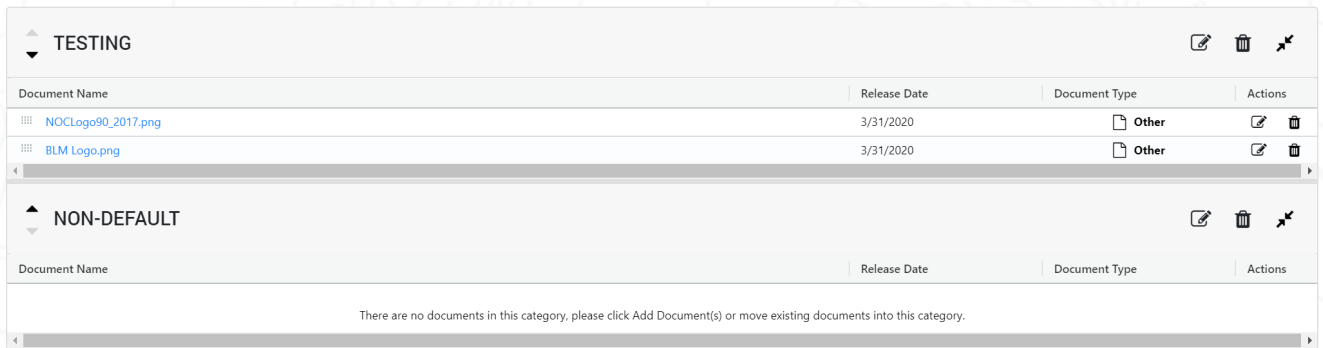 TESTING
Document Name Release Date Document Type Actions
NOCLogo90_2017.png 3/31/2020 Other
BLM Logo.png 3/31/2020 Other
NON-DEFAULT
Document Name Release Date Document Type Actions
There are no documents in this category, please click Add Document(s) or move existing documents into this category.